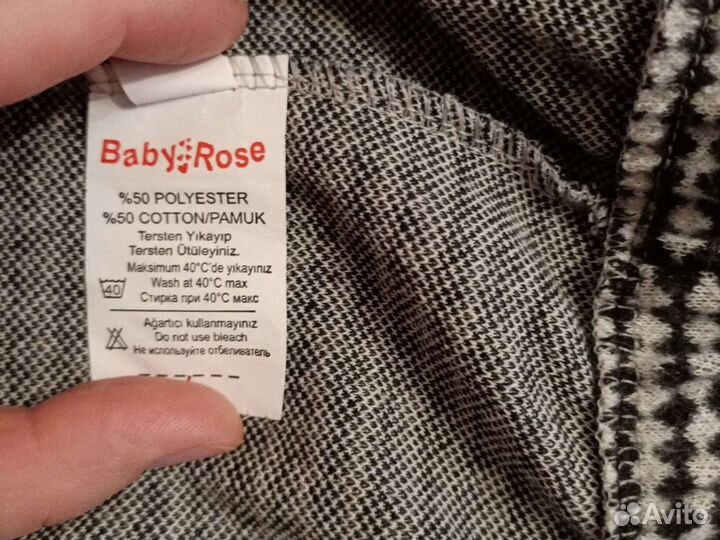 Baby Rose
%50 POLYESTER
%50 COTTON/PAMUK
Tersten Yıkayıp
Tersten Ütüleyiniz.
Maksimum 40°C'de yıkayınız
Wash at 40°C max
Стирка при 40°C макс
40
Ağartıcı kullanmayınız
Do not use bleach
Не используйте отбеливатель
Avito